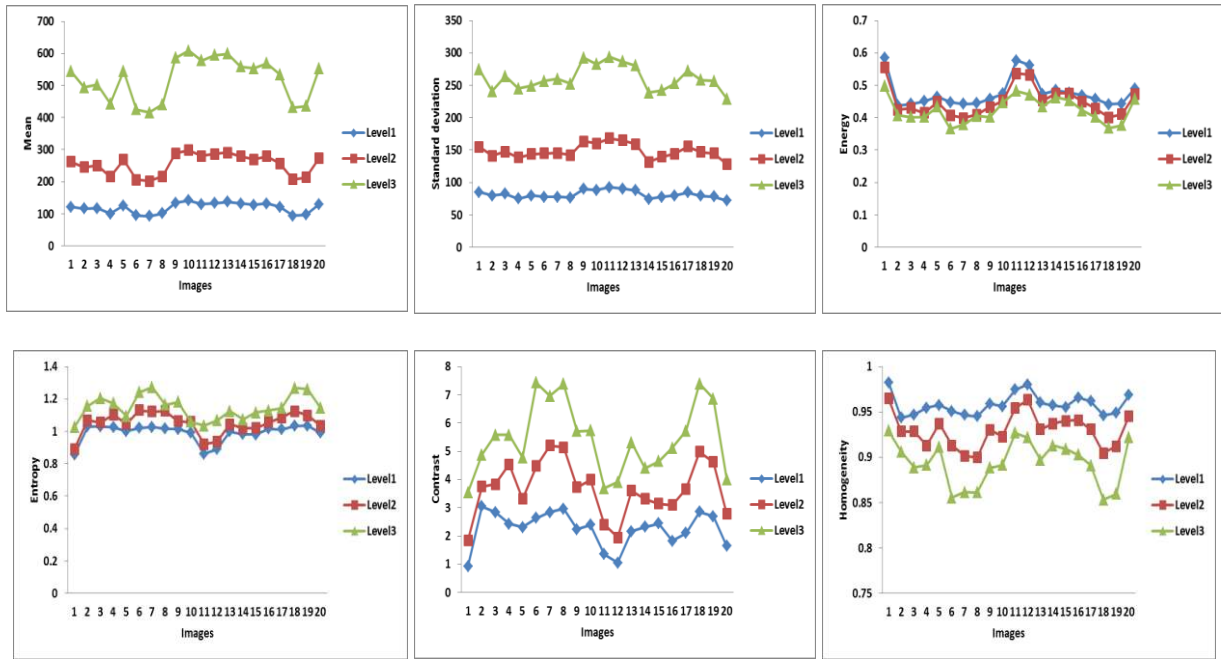 700
600
500
400
300
200
100
0
Mean
1 2 3 4 5 6 7 8 9 10 11 12 13 14 15 16 17 18 19 20
Images
Level1
Level2
Level3
350
300
250
200
150
100
50
0
Standard deviation
1 2 3 4 5 6 7 8 9 10 11 12 13 14 15 16 17 18 19 20
Images
Level1
Level2
Level3
0.7
0.6
0.5
0.4
0.3
0.2
0.1
0
Energy
1 2 3 4 5 6 7 8 9 10 11 12 13 14 15 16 17 18 19 20
Images
Level1
Level2
Level3
1.4
1.2
1
0.8
0.6
0.4
0.2
0
Entropy
1 2 3 4 5 6 7 8 9 10 11 12 13 14 15 16 17 18 19 20
Images
Level1
Level2
Level3
8
7
6
5
4
3
2
1
0
Contrast
1 2 3 4 5 6 7 8 9 10 11 12 13 14 15 16 17 18 19 20
Images
Level1
Level2
Level3
1
0.95
0.9
0.85
0.8
0.75
Homogeneity
1 2 3 4 5 6 7 8 9 10 11 12 13 14 15 16 17 18 19 20
Images
Level1
Level2
Level3